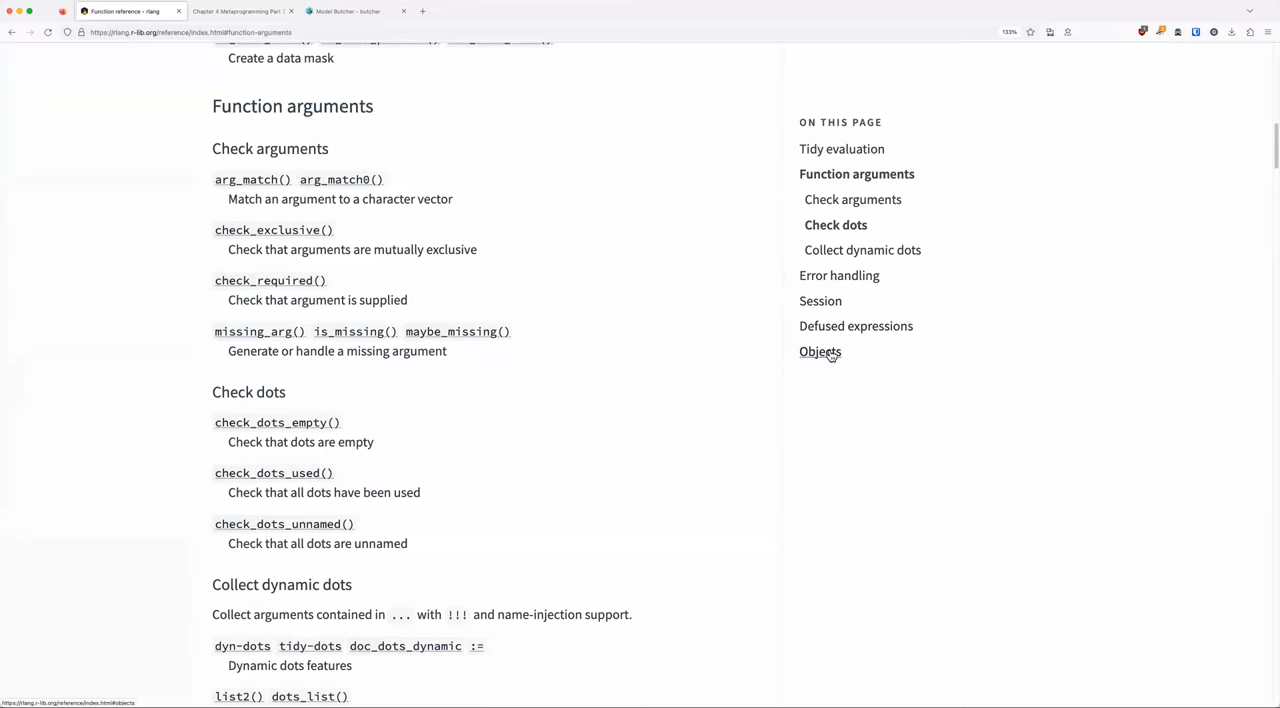 Function reference • rlang
Chapter 4 Metaprogramming Part
Model Butcher • butcher
https://rlang.r-lib.org/reference/index.html#function-arguments
133%
Create a data mask
Function arguments
Check arguments
arg_match() arg_match0()
Match an argument to a character vector
check_exclusive()
Check that arguments are mutually exclusive
check_required()
Check that argument is supplied
missing_arg() is_missing() maybe_missing()
Generate or handle a missing argument
Check dots
check_dots_empty()
Check that dots are empty
check_dots_used()
Check that all dots have been used
check_dots_unnamed()
Check that all dots are unnamed
Collect dynamic dots
Collect arguments contained in ... with !!! and name-injection support.
dyn-dots tidy-dots doc_dots_dynamic :=
Dynamic dots features
list2() dots_list()
ON THIS PAGE
Tidy evaluation
Function arguments
Check arguments
Check dots
Collect dynamic dots
Error handling
Session
Defused expressions
Objects
https://rlang.r-lib.org/reference/index.html#objects